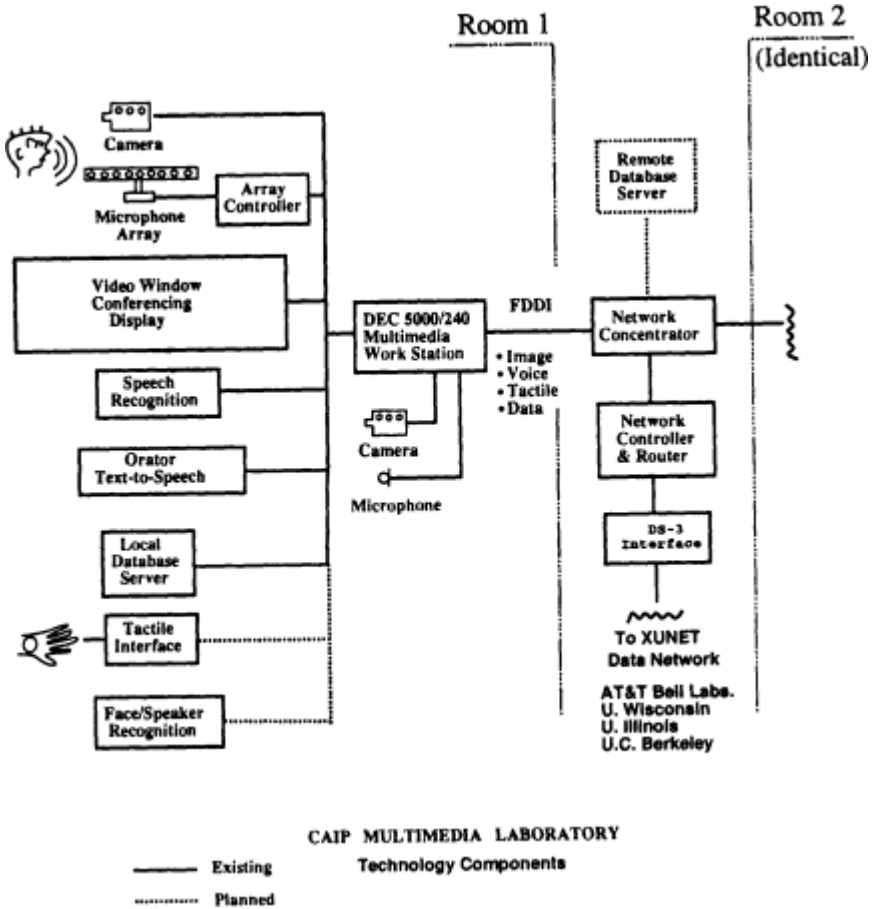 Room 1
Room 2
(Identical)
Camera
Microphone
Array
Array
Controller
Video Window
Conferencing
Display
Speech
Recognition
Orator
Text-to-Speech
Local
Database
Server
Tactile
Interface
Face/Speaker
Recognition
DEC 5000/240
Multimedia
Work Station
Camera
Microphone
FDDI
• Image
• Voice
• Tactile
• Data
Remote
Database
Server
Network
Concentrator
Network
Controller
& Router
DS-3
Interface
To XUNET
Data Network
AT&T Bell Labs.
U. Wisconsin
U. Illinois
U.C. Berkeley
CAIP MULTIMEDIA LABORATORY
Technology Components
Existing
Planned